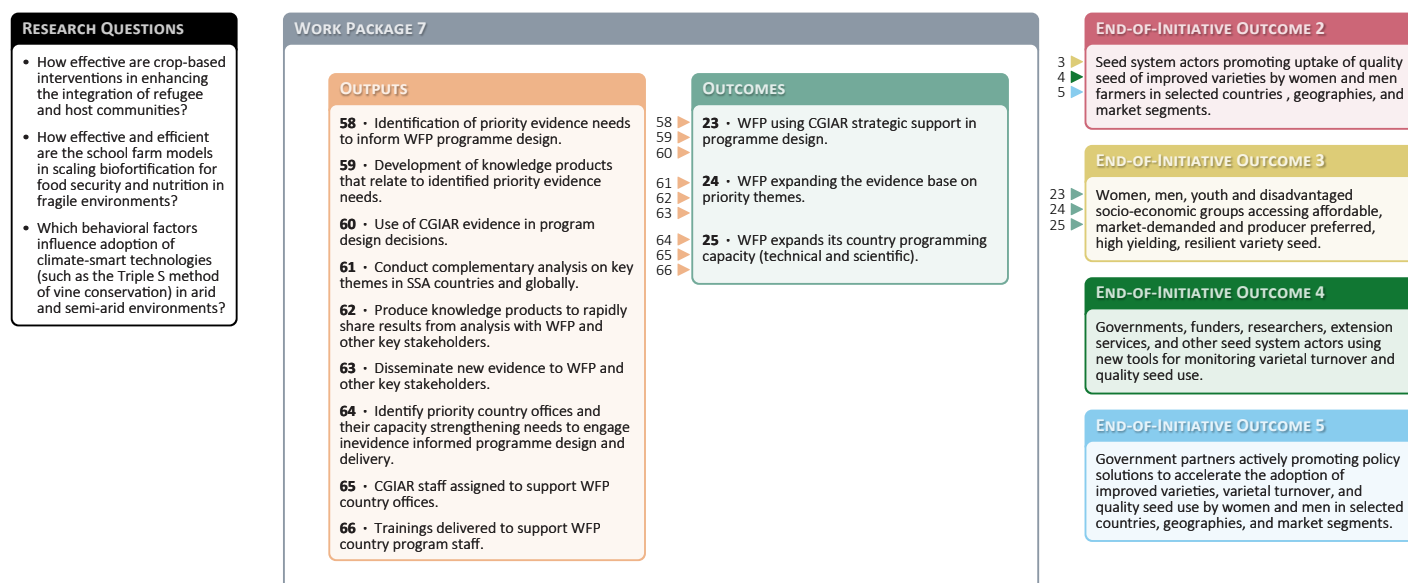 RESEARCH QUESTIONS
• How effective are crop-based
interventions in enhancing
the integration of refugee
and host communities?
• How effective and efficient
are the school farm models
in scaling biofortification for
food security and nutrition in
fragile environments?
• Which behavioral factors
influence adoption of
climate-smart technologies
(such as the Triple S method
of vine conservation) in arid
and semi-arid environments?
WORK PACKAGE 7
OUTPUTS
58 · Identification of priority evidence needs
to inform WFP programme design.
59 · Development of knowledge products
that relate to identified priority evidence
needs.
60 · Use of CGIAR evidence in program
design decisions.
61 · Conduct complementary analysis on key
themes in SSA countries and globally.
62 · Produce knowledge products to rapidly
share results from analysis with WFP and
other key stakeholders.
63 · Disseminate new evidence to WFP and
other key stakeholders.
64 · Identify priority country offices and
their capacity strengthening needs to engage
inevidence informed programme design and
delivery.
65 · CGIAR staff assigned to support WFP
country offices.
66 · Trainings delivered to support WFP
country program staff.
OUTCOMES
58
59
60
23 · WFP using CGIAR strategic support in
programme design.
61
62
63
24 · WFP expanding the evidence base on
priority themes.
64
65
66
25 · WFP expands its country programming
capacity (technical and scientific).
END-OF-INITIATIVE OUTCOME 2
3
4
5
Seed system actors promoting uptake of quality
seed of improved varieties by women and men
farmers in selected countries , geographies, and
market segments.
END-OF-INITIATIVE OUTCOME 3
23
24
25
Women, men, youth and disadvantaged
socio-economic groups accessing affordable,
market-demanded and producer preferred,
high yielding, resilient variety seed.
END-OF-INITIATIVE OUTCOME 4
Governments, funders, researchers, extension
services, and other seed system actors using
new tools for monitoring varietal turnover and
quality seed use.
END-OF-INITIATIVE OUTCOME 5
Government partners actively promoting policy
solutions to accelerate the adoption of
improved varieties, varietal turnover, and
quality seed use by women and men in selected
countries, geographies, and market segments.